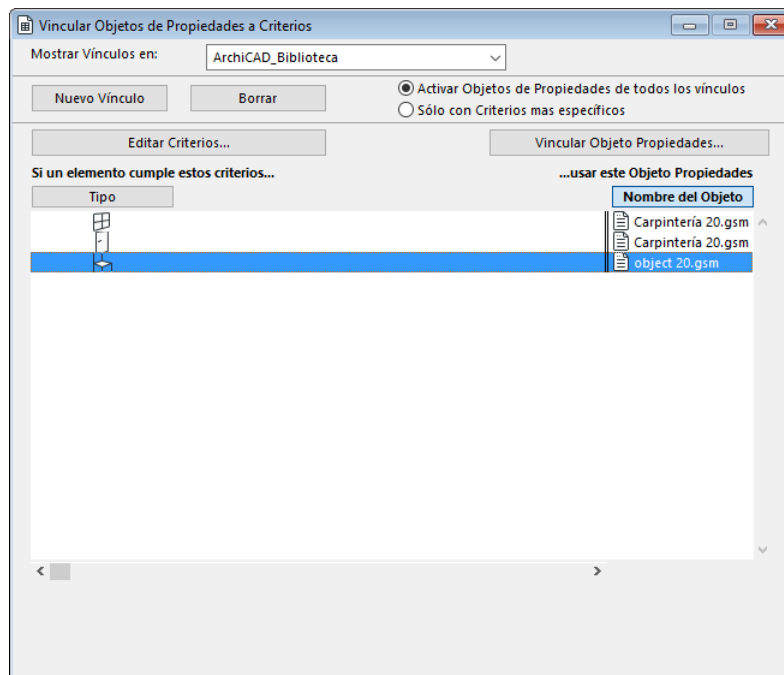 Vincular Objetos de Propiedades a Criterios
Mostrar Vínculos en:
ArchiCAD_Biblioteca
Nuevo Vínculo
Borrar
Activar Objetos de Propiedades de todos los vínculos
Sólo con Criterios mas específicos
Editar Criterios...
Vincular Objeto Propiedades...
Si un elemento cumple estos criterios...
...usar este Objeto Propiedades
Tipo
Nombre del Objeto
Carpintería 20.gsm
Carpintería 20.gsm
object 20.gsm